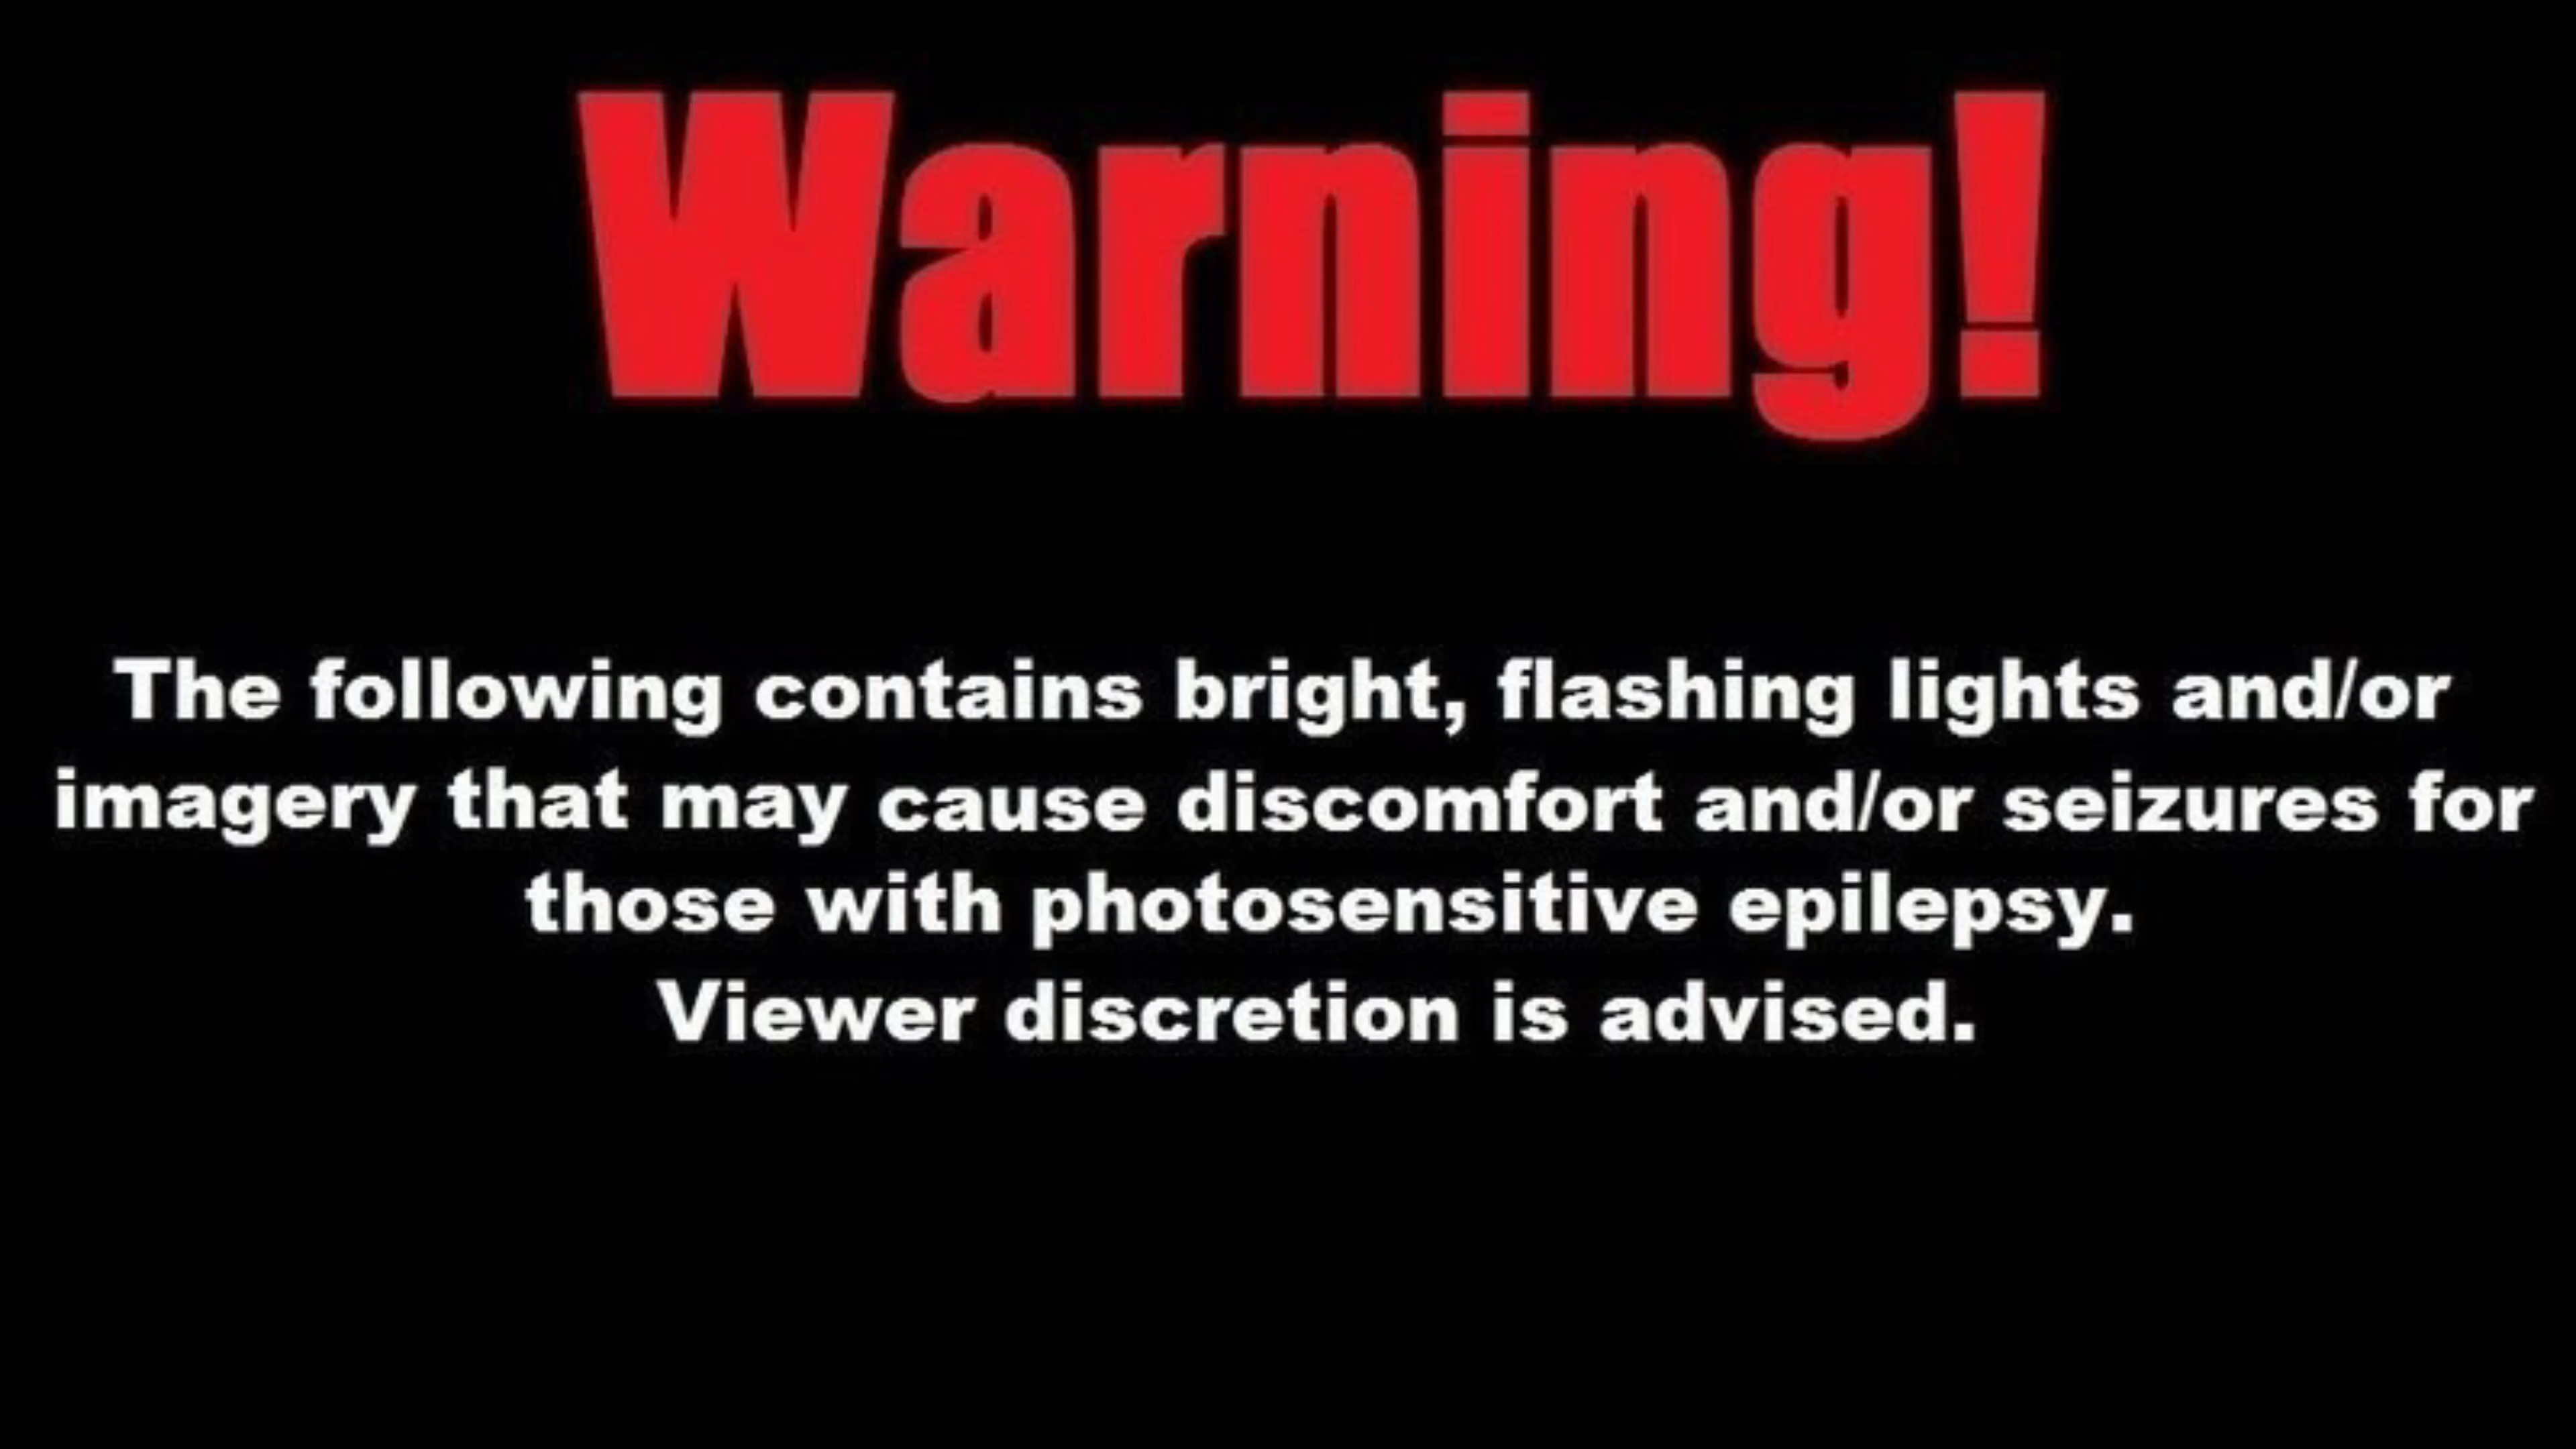 Warning!
The following contains bright, flashing lights and/or
imagery that may cause discomfort and/or seizures for
those with photosensitive epilepsy.
Viewer discretion is advised.